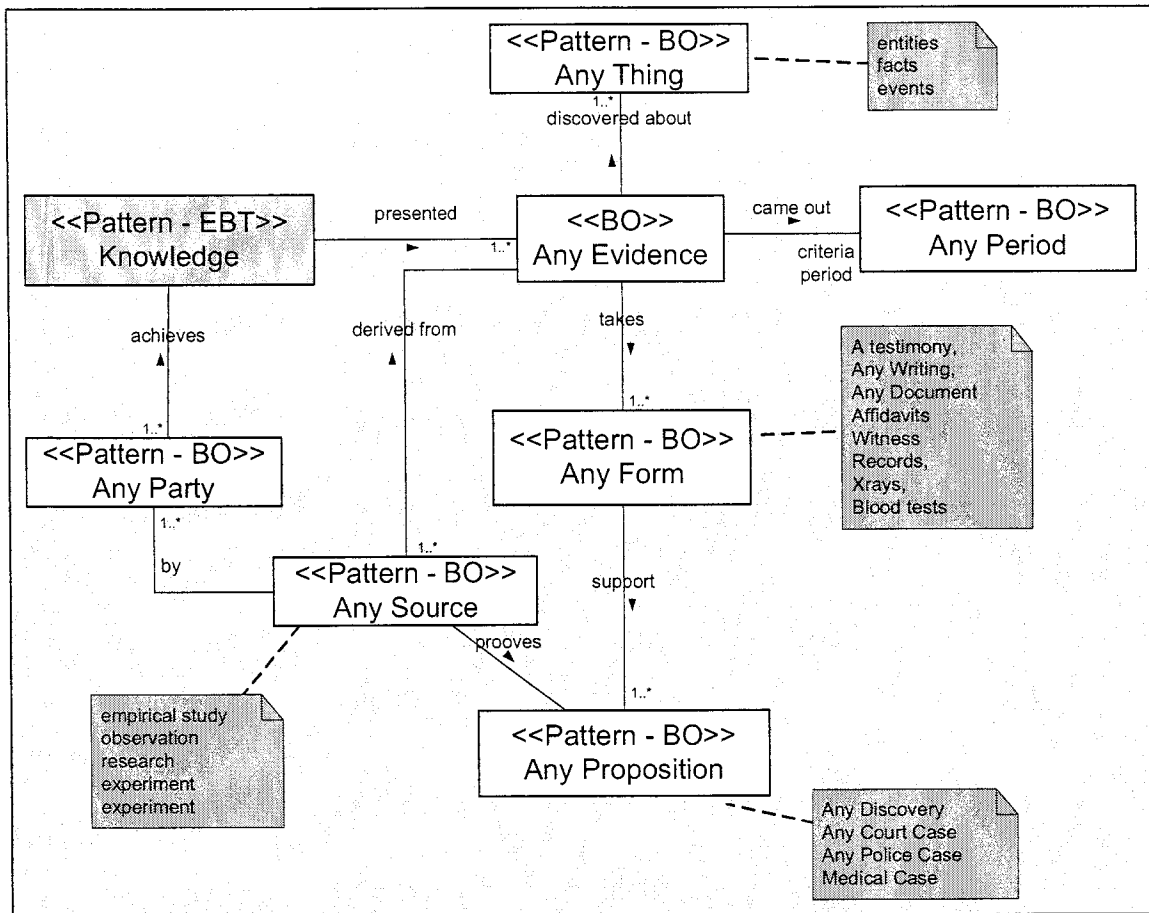 <<Pattern - BO>>
Any Thing
entities
facts
events
1..*
discovered about
<<Pattern - EBT>>
Knowledge
presented
1..*
<<BO>>
Any Evidence
came out
criteria
period
<<Pattern - BO>>
Any Period
achieves
derived from
takes
A testimony,
Any Writing,
Any Document
Affidavits
Witness
Records,
Xrays,
Blood tests
1..*
<<Pattern - BO>>
Any Party
1..*
1..*
<<Pattern - BO>>
Any Form
by
1..*
<<Pattern - BO>>
Any Source
support
prooves
empirical study
observation
research
experiment
experiment
1..*
<<Pattern - BO>>
Any Proposition
Any Discovery
Any Court Case
Any Police Case
Medical Case